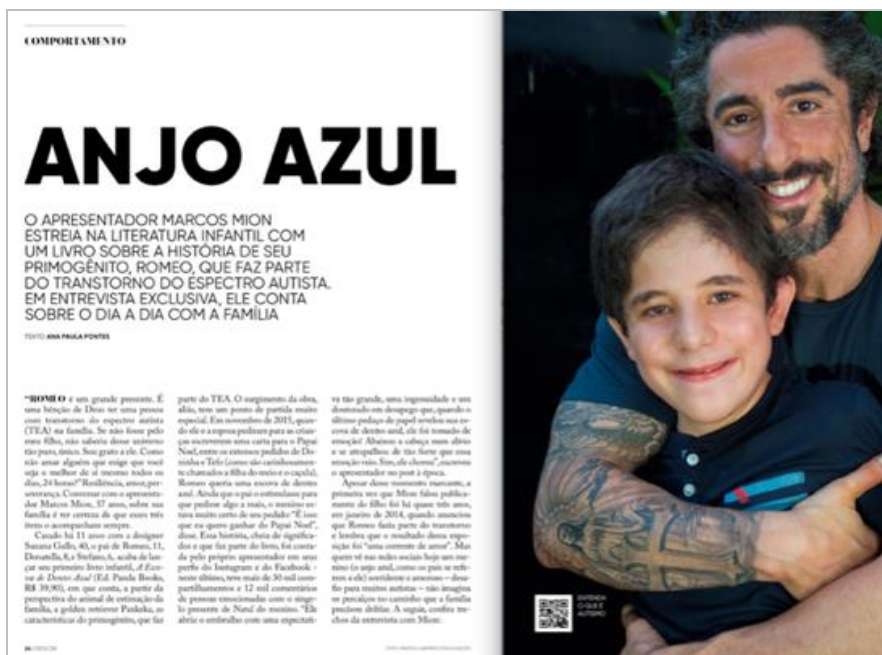 COMPORTAMENTO
ANJO AZUL
O APRESENTADOR MARCOS MION
ESTREIA NA LITERATURA INFANTIL COM
UM LIVRO SOBRE A HISTÓRIA DE SEU
PRIMOGÊNITO, ROMEO, QUE FAZ PARTE
DO TRANSTORNO DO ESPECTRO AUTISTA.
EM ENTREVISTA EXCLUSIVA, ELE CONTA
SOBRE O DIA A DIA COM A FAMÍLIA
TEXTO ANA PAULA PONTES
"ROMEO é um grande presente. É
uma bênção de Deus ter uma pessoa
com transtorno do espectro autista
(TEA) na família. Se não fosse pelo
meu filho, não saberia desse universo
tão puro, único. Sou grato a ele. Como
não amar alguém que exige que você
seja o melhor de si mesmo todos os
dias, 24 horas?" Resiliência, amor, per-
severança. Conversar com o apresenta-
dor Marcos Mion, 37 anos, sobre sua
família é ter certeza de que esses três
itens o acompanham sempre.
Casado há 11 anos com a designer
Suzana Gullo, 40, o pai de Romeo, 11,
Donatella, 8, e Stefano, 6, acaba de lan-
çar seu primeiro livro infantil, A Esco-
va de Dentes Azul (Ed. Panda Books,
R$ 39,90), em que conta, a partir da
perspectiva do animal de estimação da
família, a golden retriever Pankeka, as
características do primogênito, que faz
parte do TEA. O surgimento da obra,
aliás, tem um ponto de partida muito
especial. Em novembro de 2015, quan-
do ele e a esposa pediram para as crian-
ças escreverem uma carta para o Papai
Noel, entre os extensos pedidos de Do-
ninha e Tefo (como são carinhosamen-
te chamados a filha do meio e o caçula),
Romeo queria uma escova de dentes
azul. Ainda que o pai o estimulasse para
que pedisse algo a mais, o menino es-
tava muito certo de seu pedido: "É isso
que eu quero ganhar do Papai Noel",
disse. Essa história, cheia de significa-
dos e que faz parte do livro, foi conta-
da pelo próprio apresentador em seus
perfis do Instagram e do Facebook -
neste último, teve mais de 30 mil com-
partilhamentos e 12 mil comentários
de pessoas emocionadas com o singe-
lo presente de Natal do menino. "Ele
abriu o embrulho com uma expectati-
va tão grande, uma ingenuidade e um
doutorado em desapego que, quando o
último pedaço de papel revelou sua es-
cova de dentes azul, ele foi tomado de
emoção! Abaixou a cabeça num alívio
e se atrapalhou de tão forte que essa
emoção veio. Sim, ele chorou", escreveu
o apresentador no post à época.
Apesar desse momento marcante, a
primeira vez que Mion falou publica-
mente do filho foi há quase três anos,
em janeiro de 2014, quando anunciou
que Romeo fazia parte do transtorno
e lembra que o resultado dessa expo-
sição foi "uma corrente de amor". Mas
quem vê nas redes sociais hoje um me-
nino (o anjo azul, como os pais se refe-
rem a ele) sorridente e amoroso – desa-
fio para muitos autistas – não imagina
os percalços no caminho que a família
precisou driblar. A seguir, confira tre-
chos da entrevista com Mion:
ENTENDA
O QUE É
AUTISMO